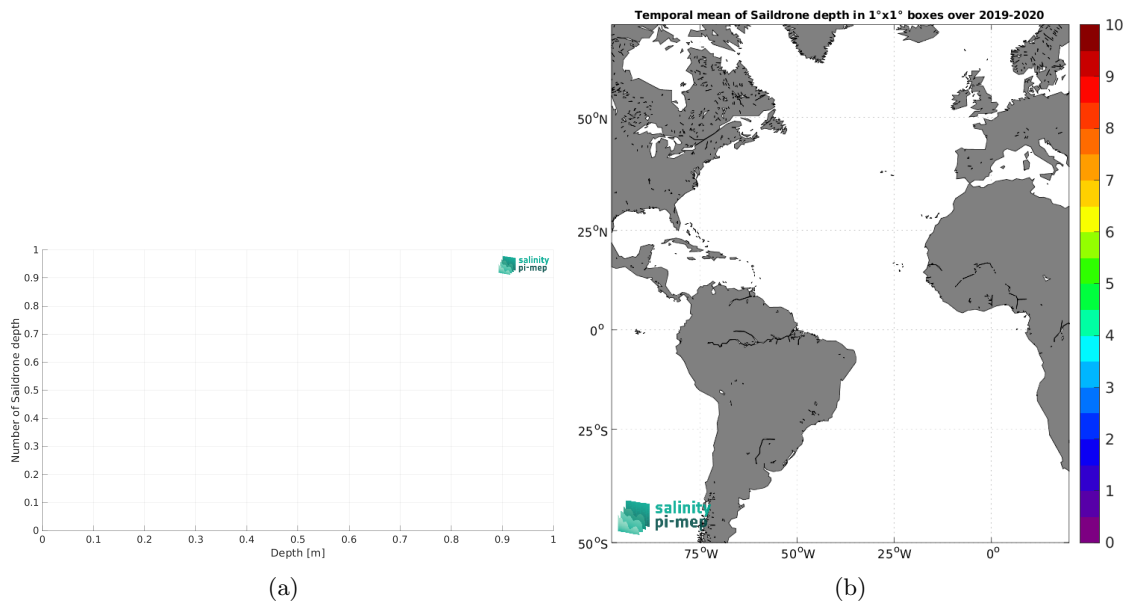 Temporal mean of Saildrone depth in 1°x1° boxes over 2019-2020
salinity
pi-mep
Number of Saildrone depth
1
0.9
0.8
0.7
0.6
0.5
0.4
0.3
0.2
0.1
0
0 0.1 0.2 0.3 0.4 0.5 0.6 0.7 0.8 0.9 1
Depth [m]
(a)
50°N
25°N
0°
25°S
50°S
75°W 50°W 25°W 0°
salinity
pi-mep
10
9
8
7
6
5
4
3
2
1
0
(b)